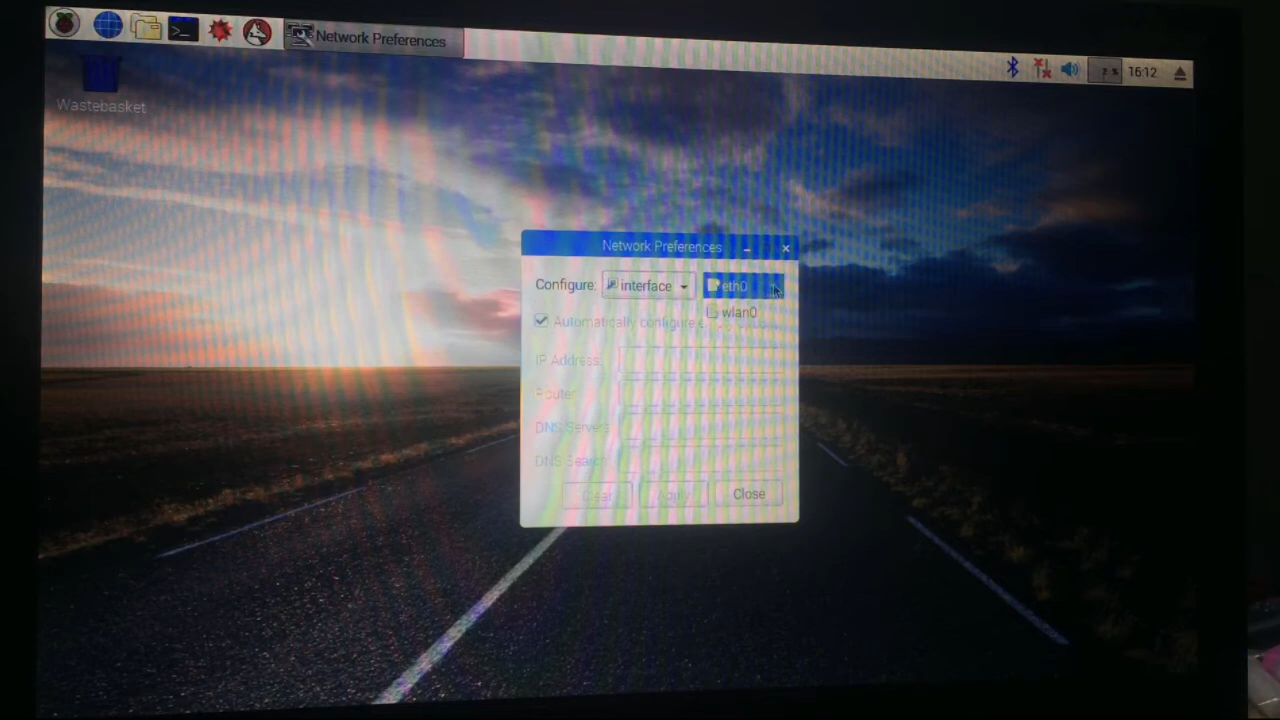 Network Preferences
16:12
Wastebasket
Network Preferences
Configure: interface eth0
wlan0
Automatically configure
IP Address
Router
DNS Servers
DNS Search
Clear Apply Close